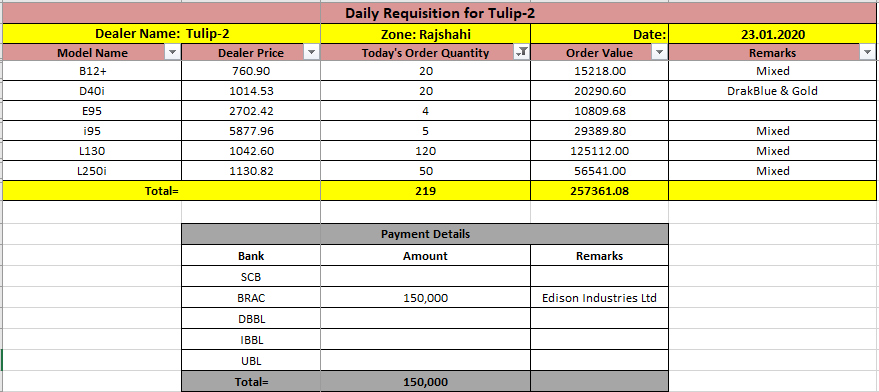 Daily Requisition for Tulip-2
Dealer Name: Tulip-2 Zone: Rajshahi Date: 23.01.2020
Model Name Dealer Price Today's Order Quantity Order Value Remarks
B12+ 760.90 20 15218.00 Mixed
D40i 1014.53 20 20290.60 DrakBlue & Gold
E95 2702.42 4 10809.68
i95 5877.96 5 29389.80 Mixed
L130 1042.60 120 125112.00 Mixed
L250i 1130.82 50 56541.00 Mixed
Total= 219 257361.08
Payment Details
Bank Amount Remarks
SCB
BRAC 150,000 Edison Industries Ltd
DBBL
IBBL
UBL
Total= 150,000